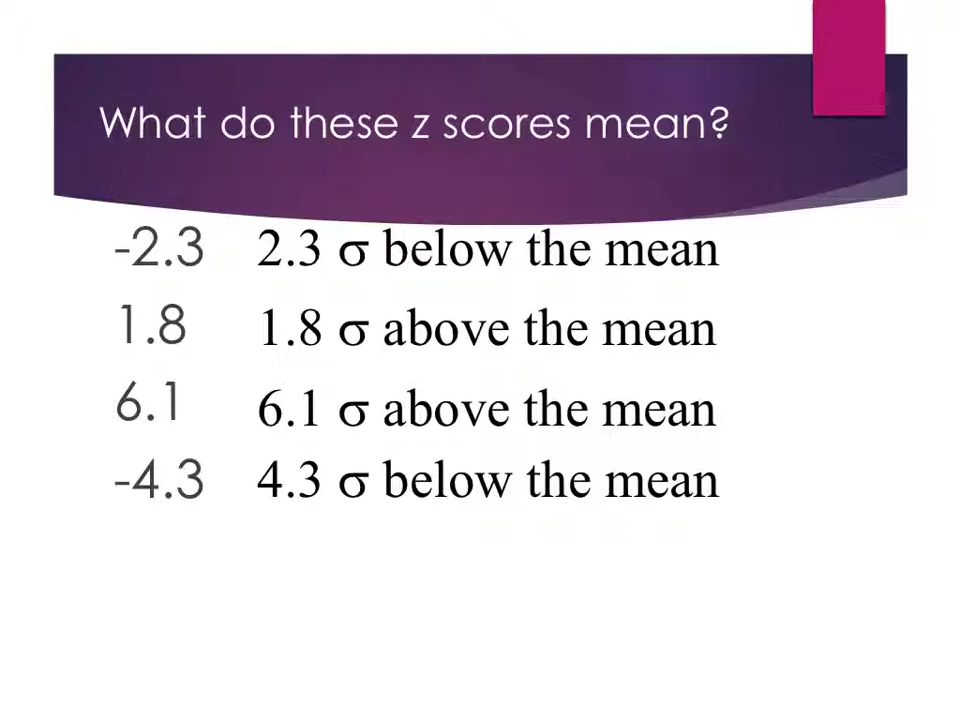 What do these z scores mean?
-2.3 2.3 σ below the mean
1.8 1.8 σ above the mean
6.1 6.1 σ above the mean
-4.3 4.3 σ below the mean